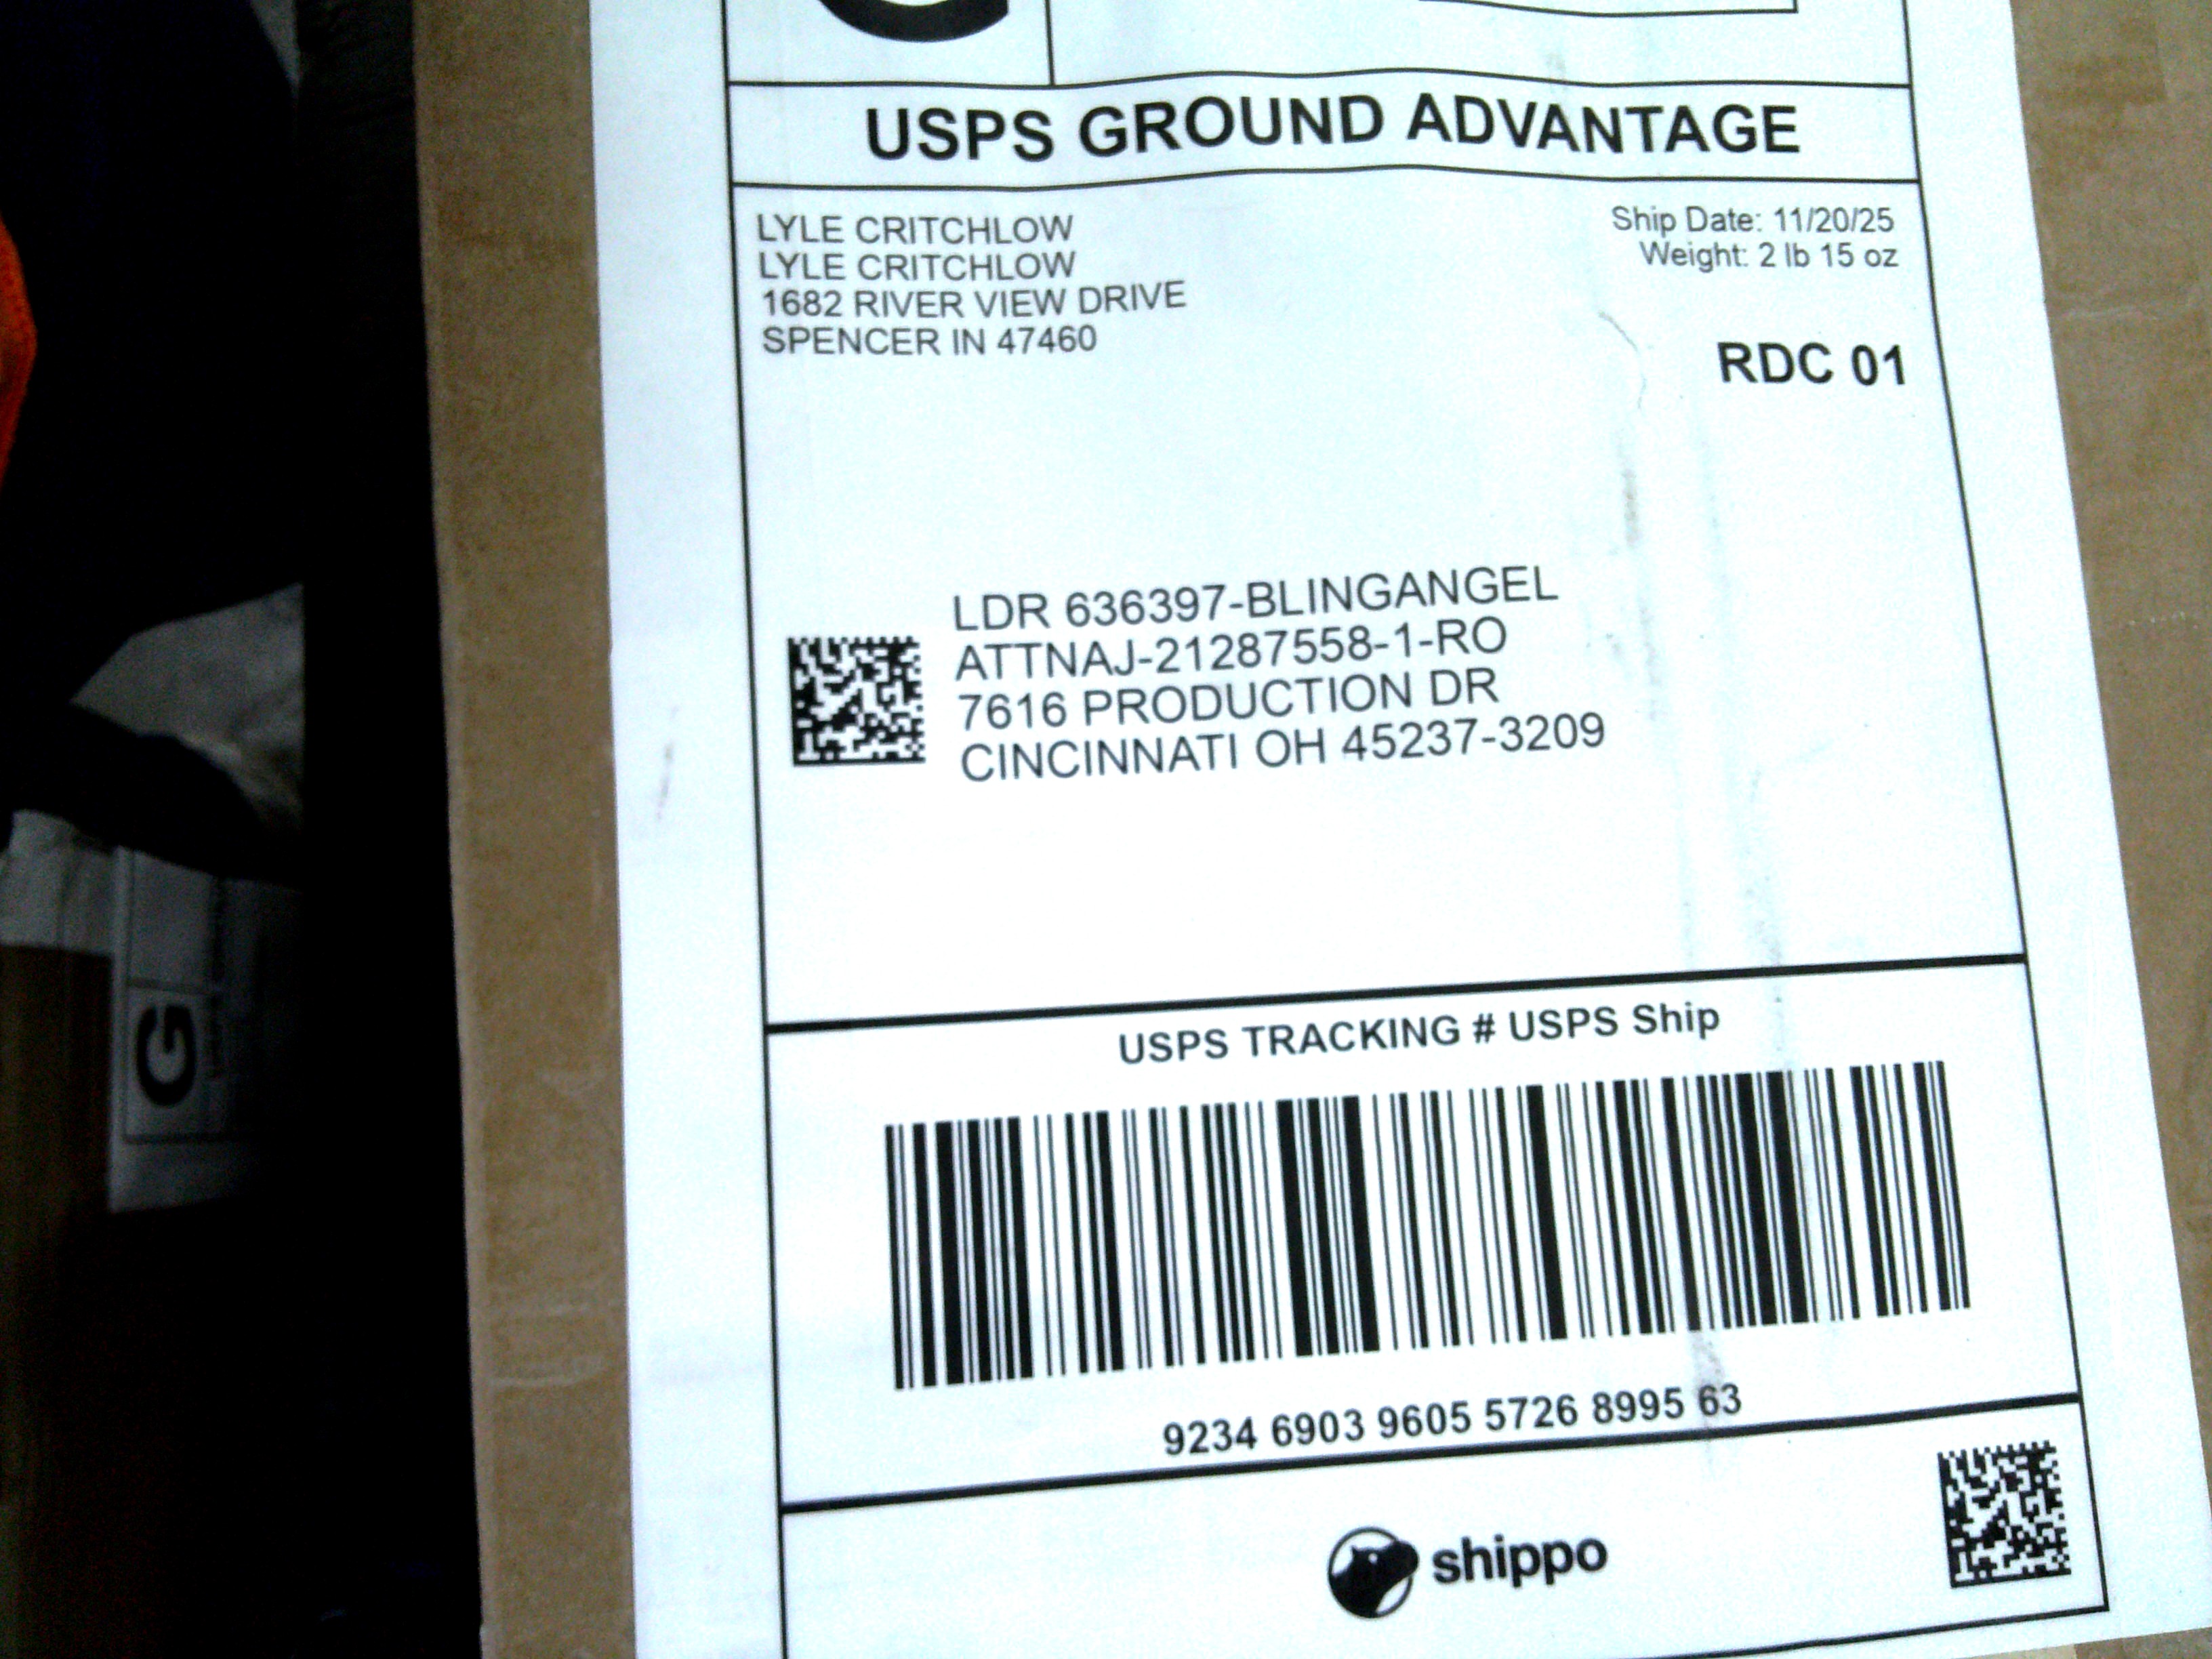 USPS GROUND ADVANTAGE
LYLE CRITCHLOW
LYLE CRITCHLOW
1682 RIVER VIEW DRIVE
SPENCER IN 47460
Ship Date: 11/20/25
Weight: 2 lb 15 oz
RDC 01
LDR 636397-BLINGANGEL
ATTNAJ-21287558-1-RO
7616 PRODUCTION DR
CINCINNATI OH 45237-3209
USPS TRACKING # USPS Ship
9234 6903 9605 5726 8995 63
shippo
G